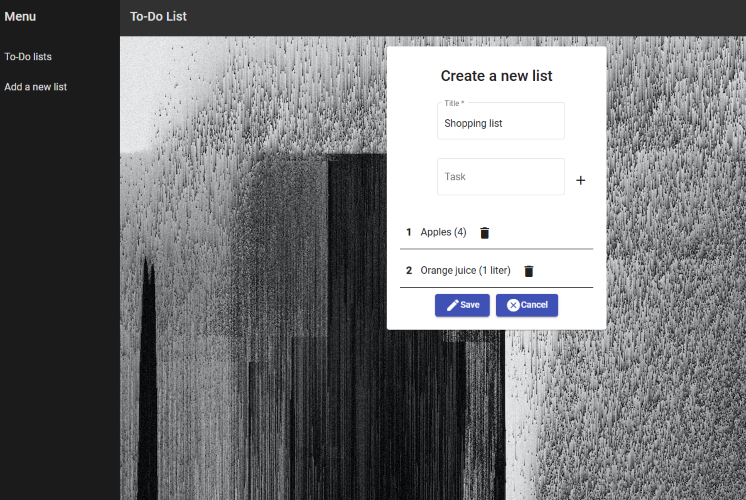 Menu
To-Do List
To-Do lists
Add a new list
Create a new list
Title *
Shopping list
Task
+
1 Apples (4)
2 Orange juice (1 liter)
Save Cancel